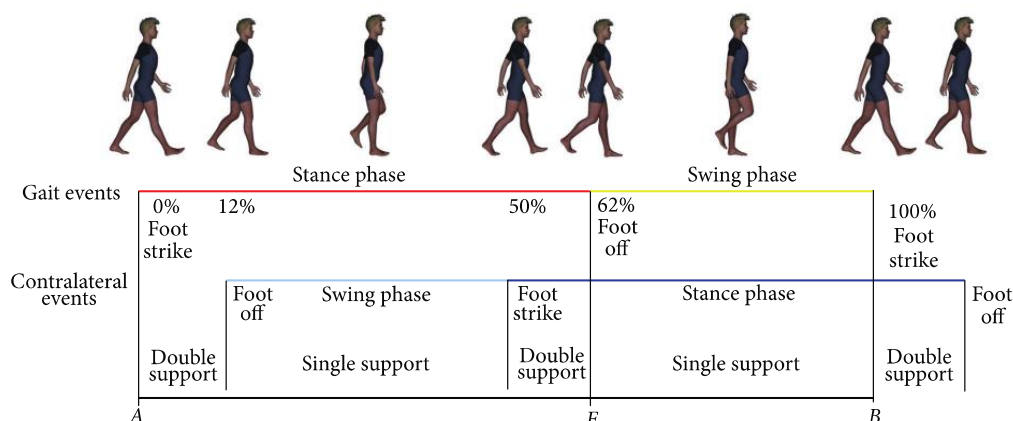 Stance phase
Swing phase
Gait events
0%
Foot
strike
12%
50%
62%
Foot
off
100%
Foot
strike
Contralateral
events
Foot
off
Swing phase
Foot
strike
Stance phase
Foot
off
Double
support
Single support
Double
support
Single support
Double
support
A
B